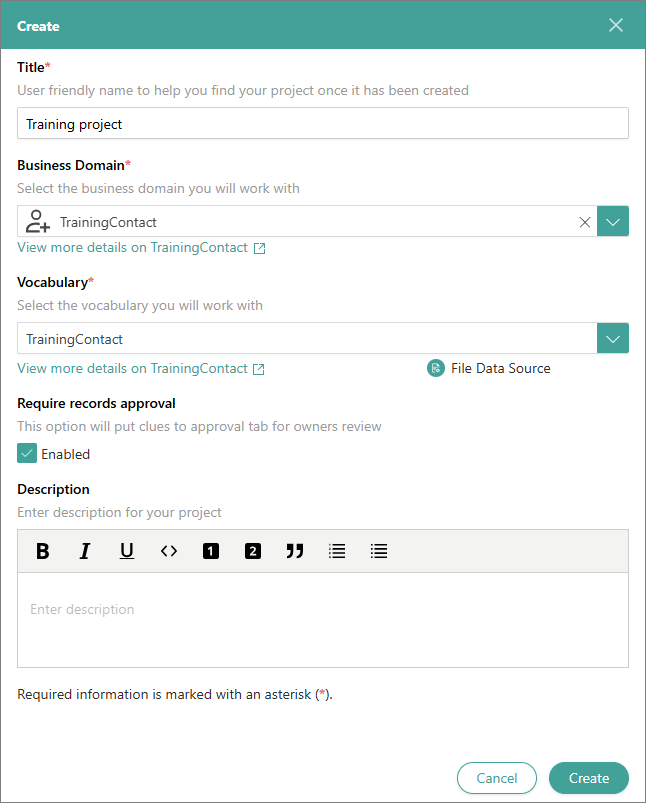 Create
Title*
User friendly name to help you find your project once it has been created
Training project
Business Domain*
Select the business domain you will work with
TrainingContact
View more details on TrainingContact
Vocabulary*
Select the vocabulary you will work with
TrainingContact
View more details on TrainingContact File Data Source
Require records approval
This option will put clues to approval tab for owners review
Enabled
Description
Enter description for your project
B I U <> 1 2 "
Enter description
Required information is marked with an asterisk (*).
Cancel Create